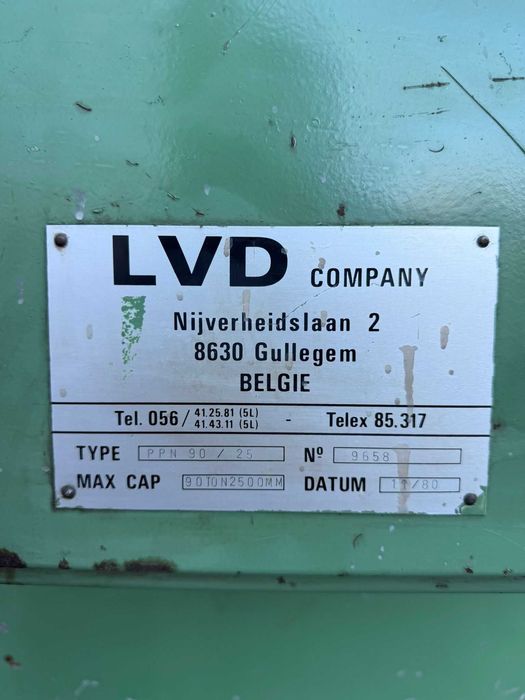 LVD COMPANY
Nijverheidslaan 2
8630 Gullegem
BELGIE
Tel. 056/ 41.25.81 (5L) - Telex 85.317
41.43.11 (5L)
TYPE PPN 90 / 25 Nº 9658
MAX CAP 90TON2500MM DATUM 11/80